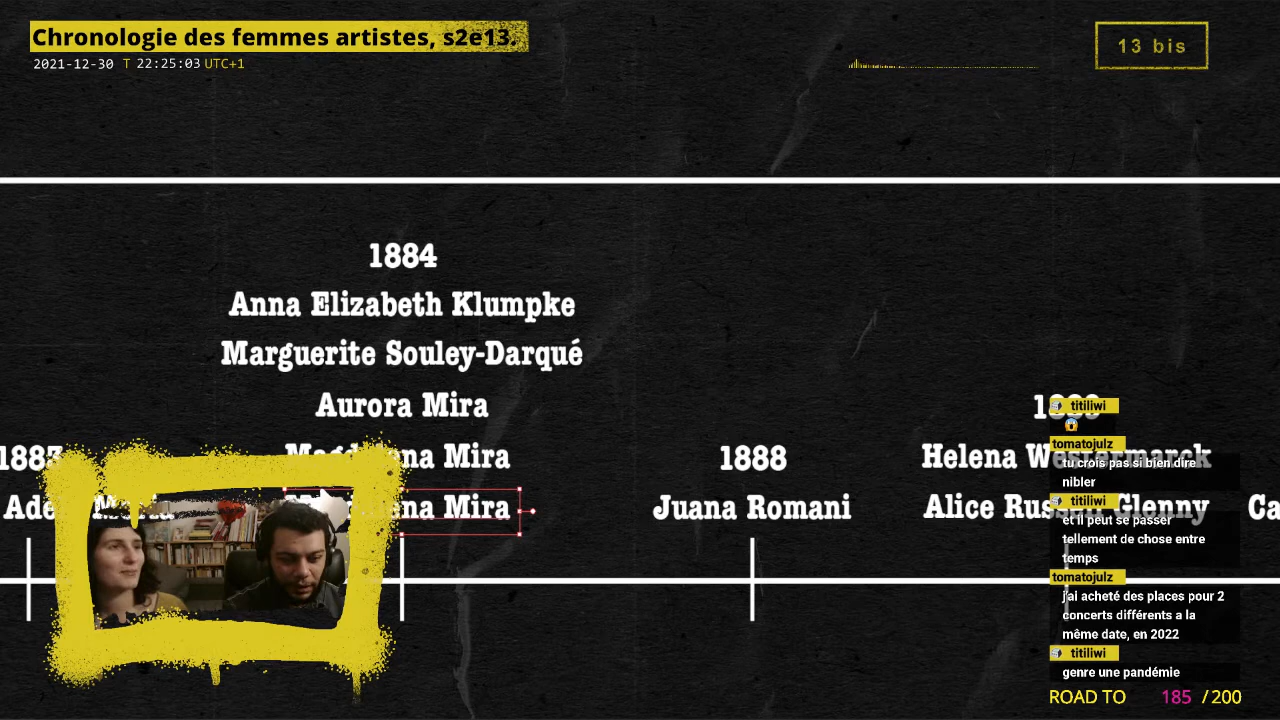 Chronologie des femmes artistes, s2e13.
2021-12-30 T 22:25:03 UTC+1
13 bis
1884
Anna Elizabeth Klumpke
Marguerite Souley-Darqué
Aurora Mira
Mira
Mira
1888
Juana Romani
Helena Westermarck
Alice Russell Glenny
titiliwi
tomatojulz
tu crois pas si bien dire
nibler
titiliwi
et il peut se passer
tellement de chose entre
temps
tomatojulz
j'ai acheté des places pour 2
concerts différents a la
même date, en 2022
titiliwi
genre une pandémie
ROAD TO 185 / 200